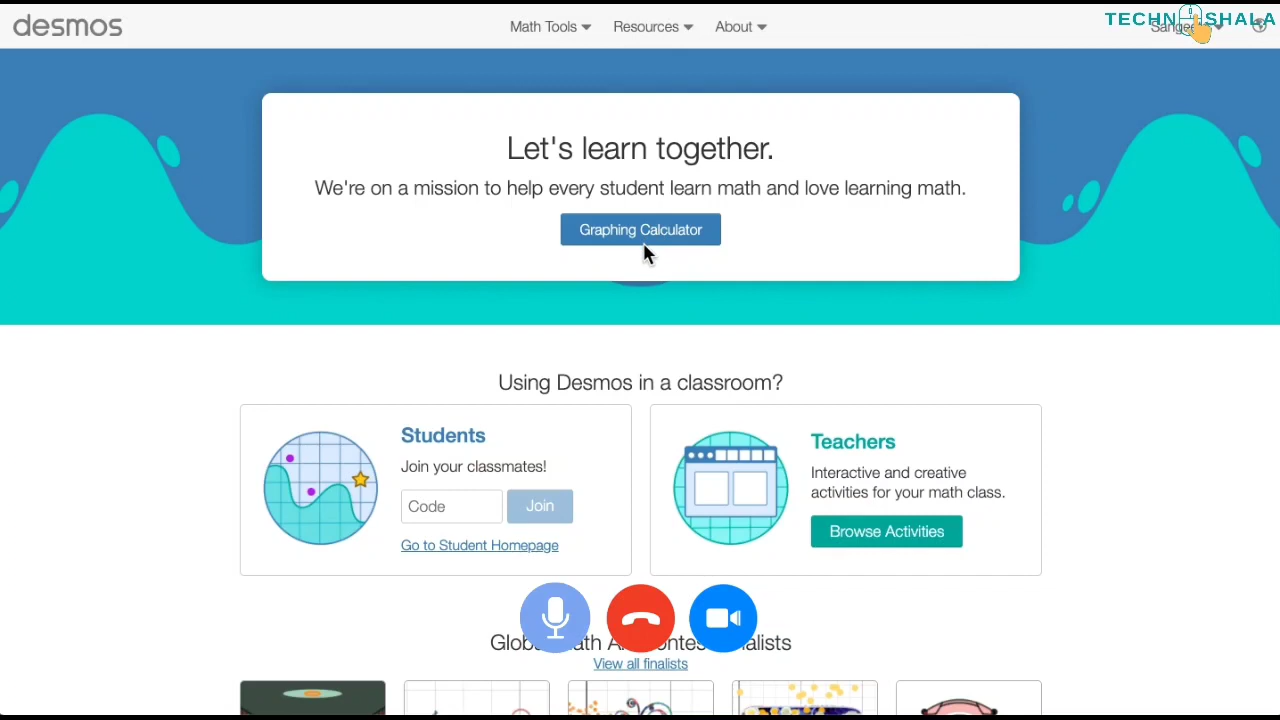 desmos
Math Tools
Resources
About
TECHN SHALA
Let's learn together.
We're on a mission to help every student learn math and love learning math.
Graphing Calculator
Using Desmos in a classroom?
Students
Join your classmates!
Code
Join
Go to Student Homepage
Teachers
Interactive and creative
activities for your math class.
Browse Activities
View all finalists